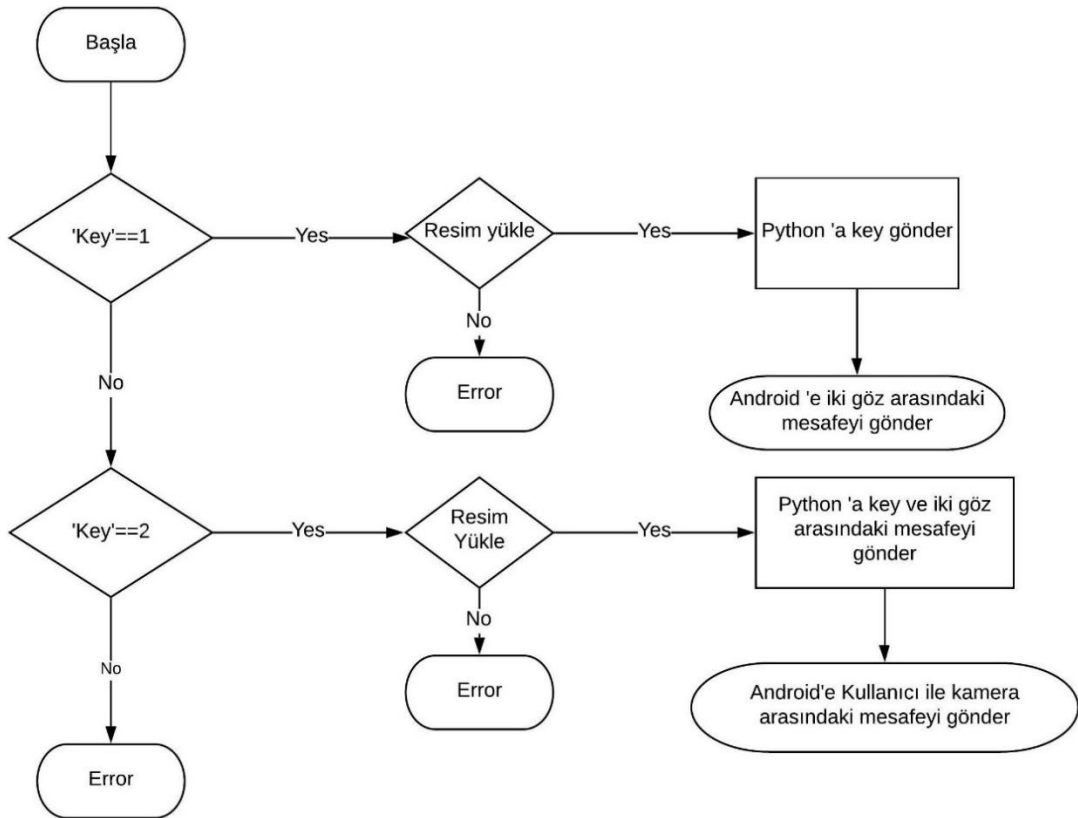 Başla
'Key'==1
Yes
Resim yükle
Yes
Python 'a key gönder
No
No
Error
Android 'e iki göz arasındaki
mesafeyi gönder
'Key'==2
Yes
Resim
Yükle
Yes
Python 'a key ve iki göz
arasındaki mesafeyi
gönder
No
No
Error
Android'e Kullanıcı ile kamera
arasındaki mesafeyi gönder
Error